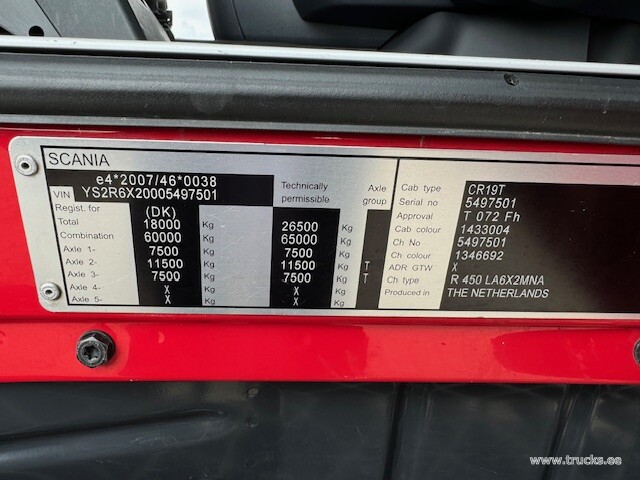 SCANIA
e4*2007/46*0038
VIN YS2R6X20005497501
Technically permissible
Axle group
Regist. for (DK)
Total 18000 Kg 26500 Kg
Combination 60000 Kg 65000 Kg
Axle 1- 7500 Kg 7500 Kg
Axle 2- 11500 Kg 11500 Kg T
Axle 3- 7500 Kg 7500 Kg T
Axle 4- X Kg X Kg
Axle 5- X Kg X Kg
Cab type CR19T
Serial no 5497501
Approval T 072 Fh
Cab colour 1433004
Ch No 5497501
Ch colour 1346692
ADR GTW X
Ch type R 450 LA6X2MNA
Produced in THE NETHERLANDS
www.trucks.ee